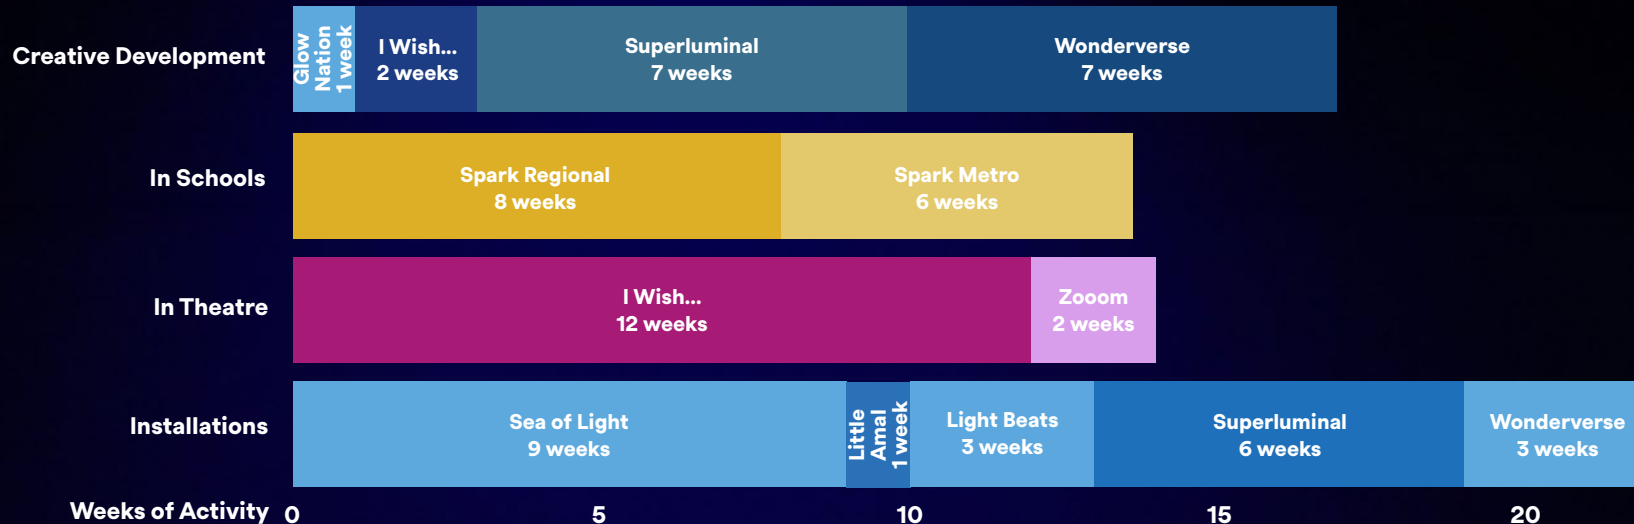 Creative Development
Glow
Nation
1 week
I Wish...
2 weeks
Superluminal
7 weeks
Wonderverse
7 weeks
In Schools
Spark Regional
8 weeks
Spark Metro
6 weeks
In Theatre
I Wish...
12 weeks
Zooom
2 weeks
Installations
Sea of Light
9 weeks
Little
Amal
1 week
Light Beats
3 weeks
Superluminal
6 weeks
Wonderverse
3 weeks
Weeks of Activity 0 5 10 15 20